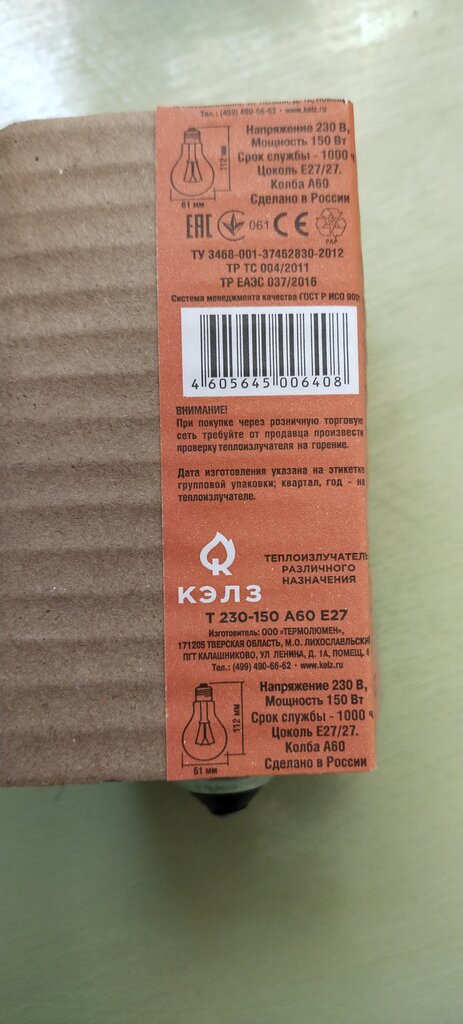 Тел.: (499) 490-66-62 • www.kelz.ru
Напряжение 230 В,
Мощность 150 Вт
Срок службы - 1000 ч
Цоколь Е27/27.
Колба А60
Сделано в России
112 мм
61 мм
EAC 061 CE PAP
ТУ 3468-001-37462830-2012
ТР ТС 004/2011
ТР ЕАЭС 037/2016
Система менеджмента качества ГОСТ Р ИСО 900
4 605645 006408
ВНИМАНИЕ!
При покупке через розничную торговую
сеть требуйте от продавца произвести
проверку теплоизлучателя на горение.
Дата изготовления указана на этикетке
групповой упаковки; квартал, год - на
теплоизлучателе.
КЭЛЗ
ТЕПЛОИЗЛУЧАТЕЛЬ
РАЗЛИЧНОГО
НАЗНАЧЕНИЯ
Т 230-150 А60 Е27
Изготовитель: ООО «ТЕРМОЛЮМЕН»,
171205 ТВЕРСКАЯ ОБЛАСТЬ, М.О. ЛИХОСЛАВЛЬСКИЙ
ПГТ КАЛАШНИКОВО, УЛ ЛЕНИНА, Д. 1А, ПОМЕЩ.
Тел.: (499) 490-66-62 • www.kelz.ru
Напряжение 230 В,
Мощность 150 Вт
Срок службы - 1000 ч
Цоколь Е27/27.
Колба А60
Сделано в России
112 мм
61 мм